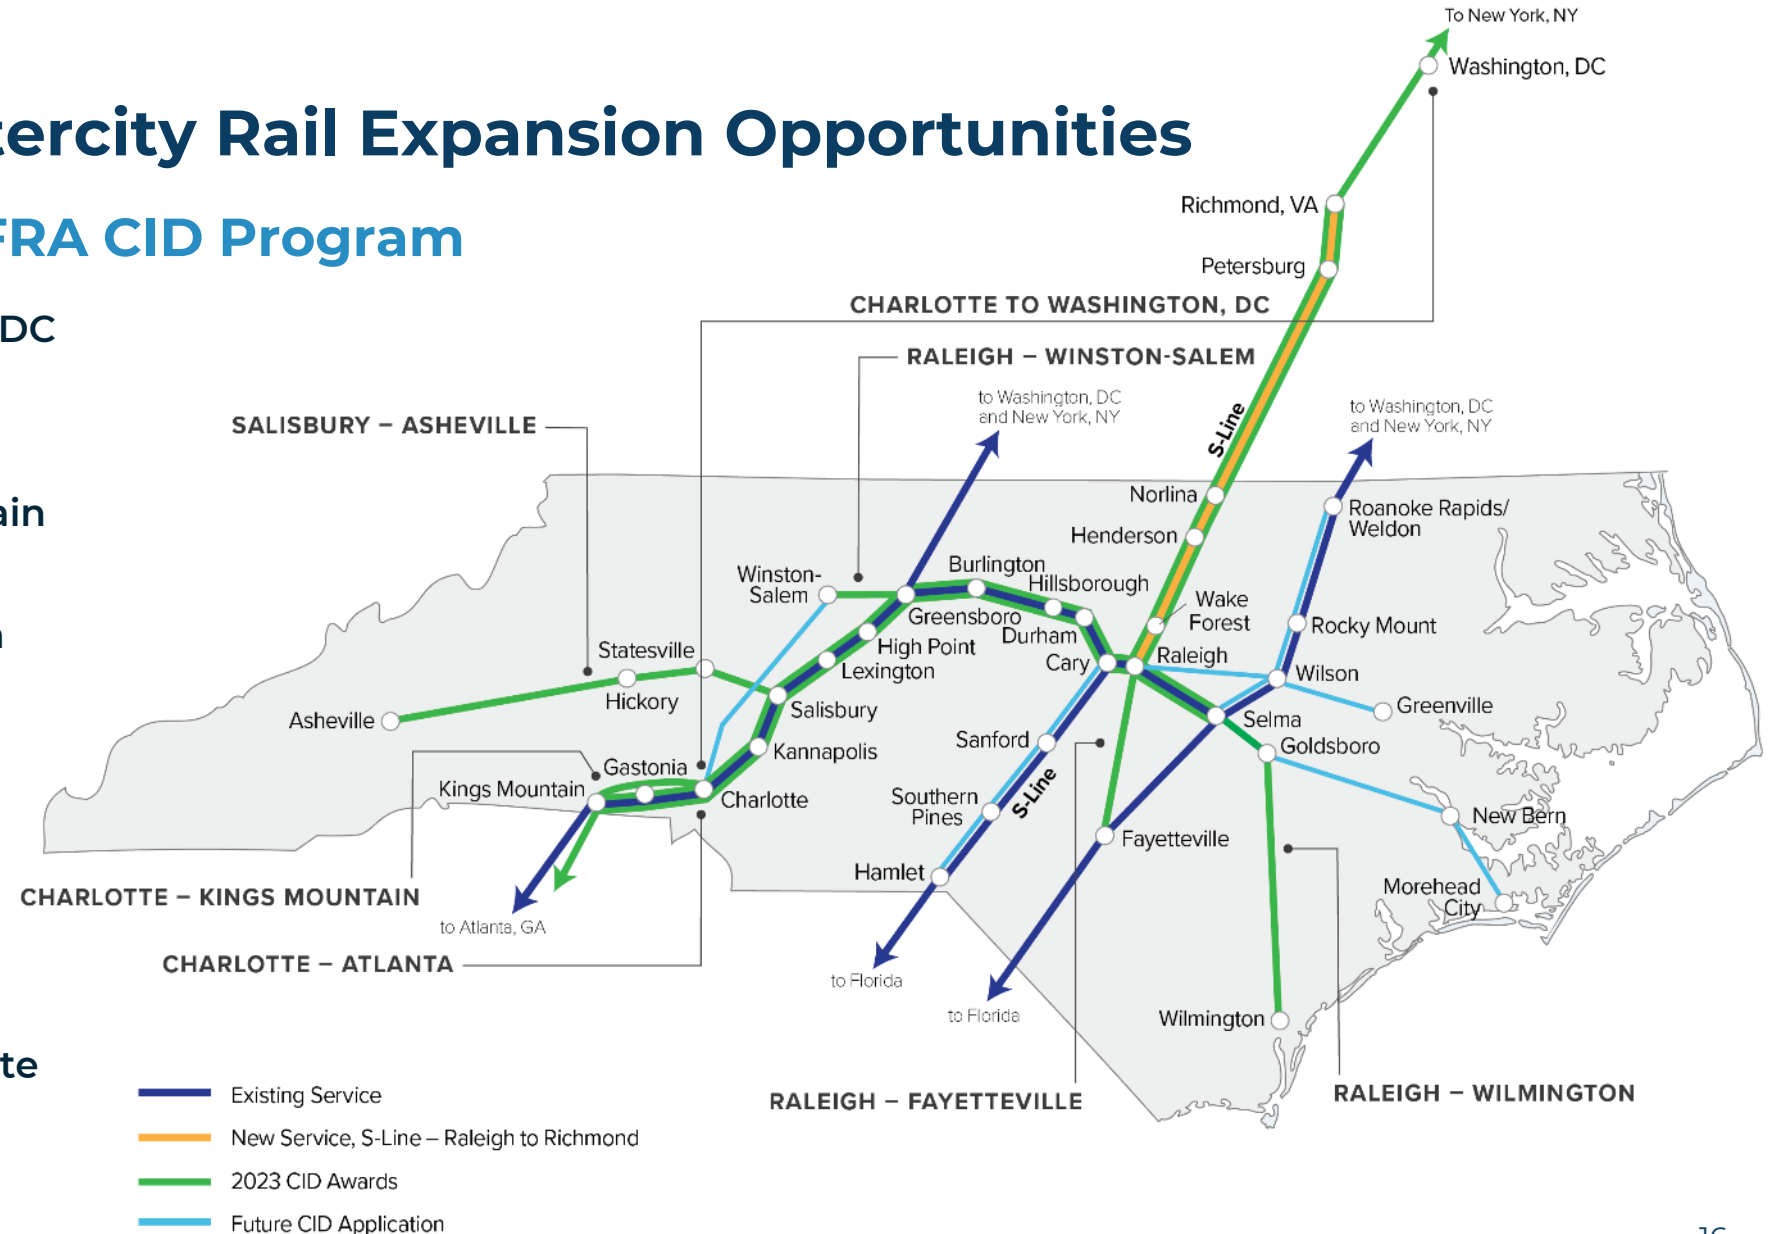 To New York, NY
Washington, DC
tercity Rail Expansion Opportunities
FRA CID Program
Richmond, VA
Petersburg
DC
CHARLOTTE TO WASHINGTON, DC
RALEIGH – WINSTON-SALEM
to Washington, DC
and New York, NY
to Washington, DC
and New York, NY
SALISBURY – ASHEVILLE
S-Line
ain
Norlina
Roanoke Rapids/
Weldon
Henderson
Burlington
Hillsborough
Winston-
Salem
Wake
Forest
Greensboro
Durham
Rocky Mount
High Point
Statesville
Cary
Raleigh
Lexington
Wilson
Hickory
Salisbury
Greenville
Asheville
Selma
Sanford
Goldsboro
Kannapolis
Gastonia
Kings Mountain
Charlotte
Southern
Pines
S-Line
New Bern
Fayetteville
Hamlet
Morehead
City
CHARLOTTE – KINGS MOUNTAIN
to Atlanta, GA
CHARLOTTE – ATLANTA
to Florida
to Florida
Wilmington
te
RALEIGH – FAYETTEVILLE
RALEIGH – WILMINGTON
Existing Service
New Service, S-Line – Raleigh to Richmond
2023 CID Awards
Future CID Application